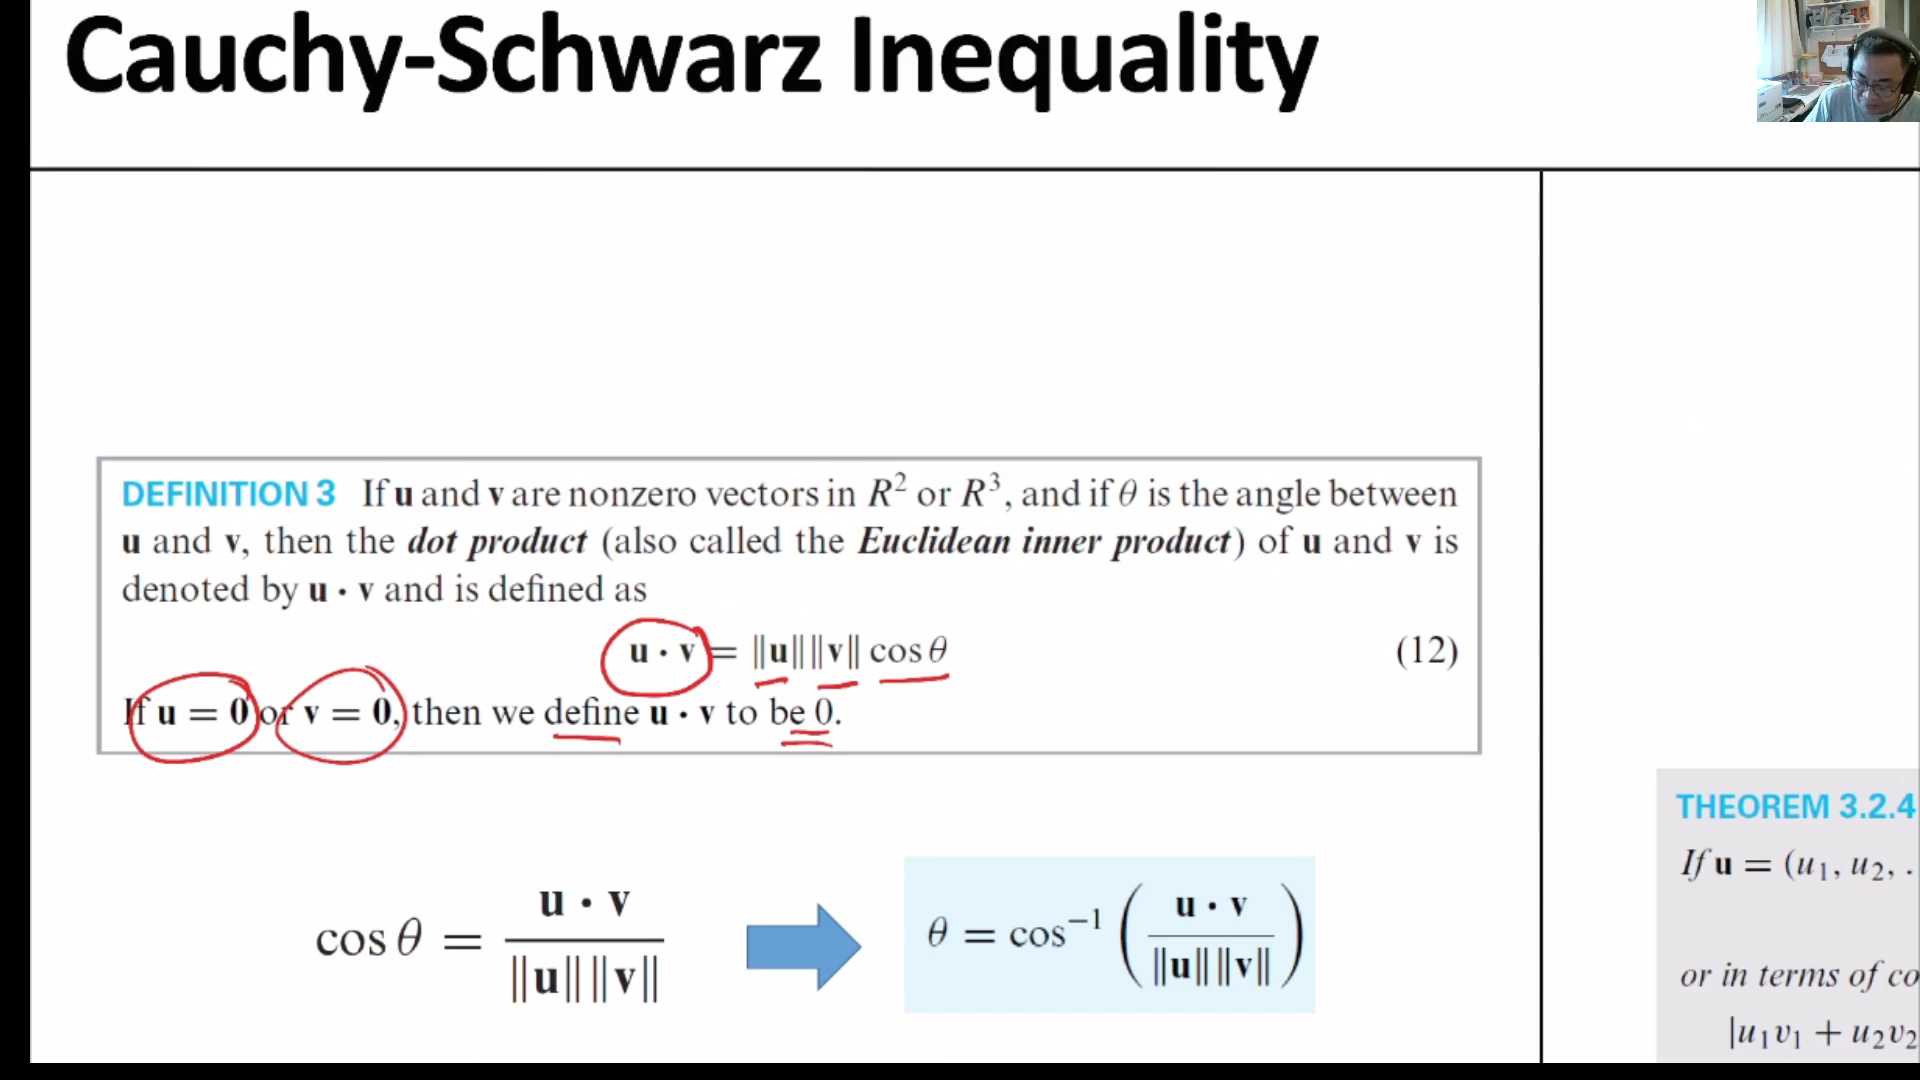 Cauchy-Schwarz Inequality
DEFINITION 3 If u and v are nonzero vectors in R² or R³, and if θ is the angle between
u and v, then the dot product (also called the Euclidean inner product) of u and v is
denoted by u · v and is defined as
u · v = ‖u‖‖v‖ cos θ (12)
If u = 0 or v = 0, then we define u · v to be 0.
cos θ = u · v / ‖u‖‖v‖
θ = cos⁻¹ ( u · v / ‖u‖‖v‖ )
THEOREM 3.2.4
If u = (u₁, u₂, .
or in terms of co
|u₁v₁ + u₂v₂